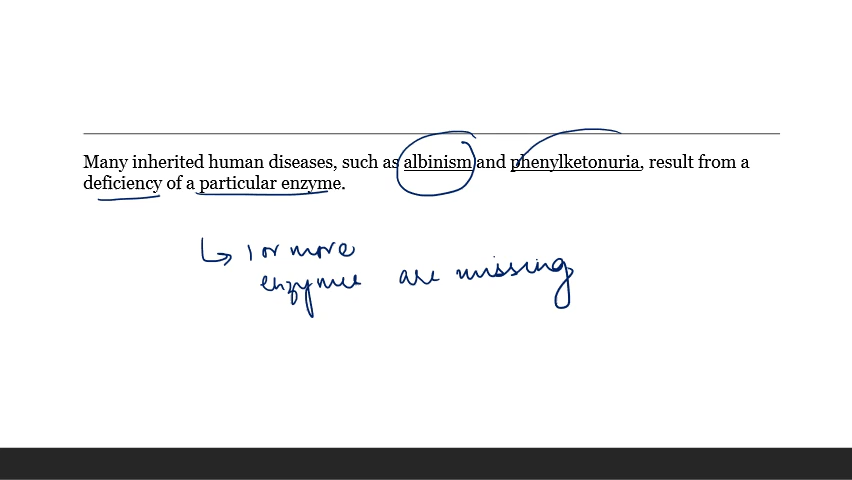 Many inherited human diseases, such as albinism and phenylketonuria, result from a
deficiency of a particular enzyme.
↳ 1 or more
enzymes are missing